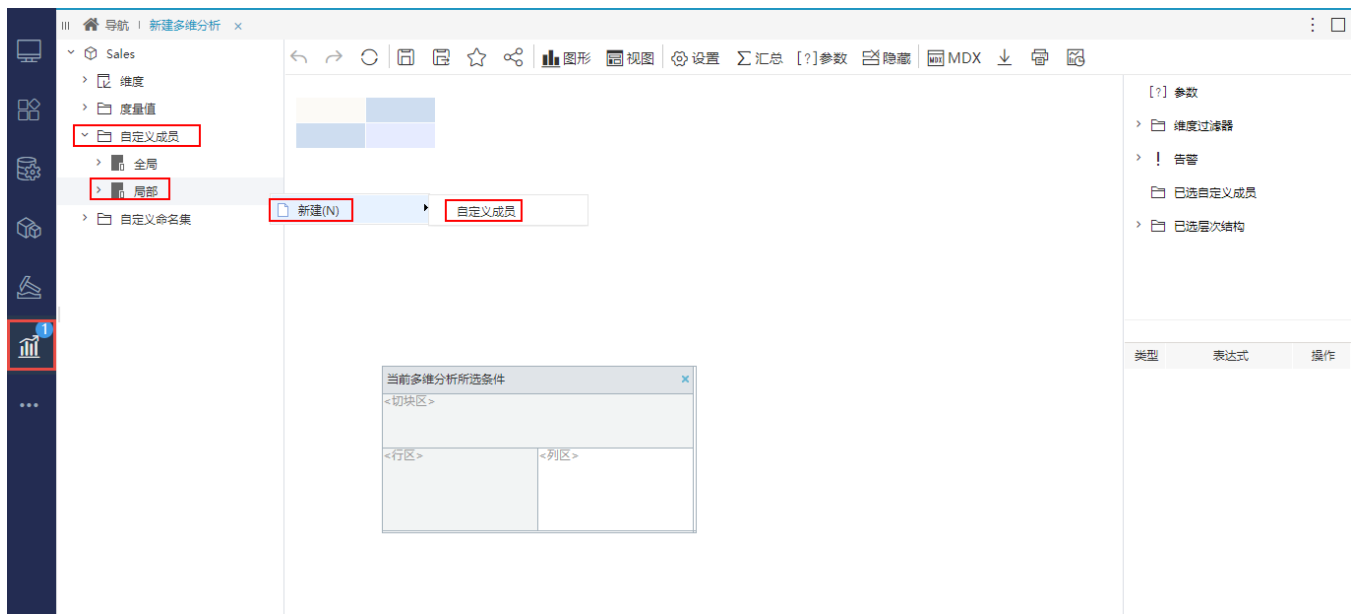 导航 新建多维分析 ×
Sales
维度
度量值
自定义成员
全局
局部
自定义命名集
图形 视图 设置 汇总 [?]参数 隐藏 MDX
新建(N)
自定义成员
[?] 参数
维度过滤器
告警
已选自定义成员
已选层次结构
1
类型 表达式 操作
当前多维分析所选条件 ×
<切块区>
<行区> <列区>